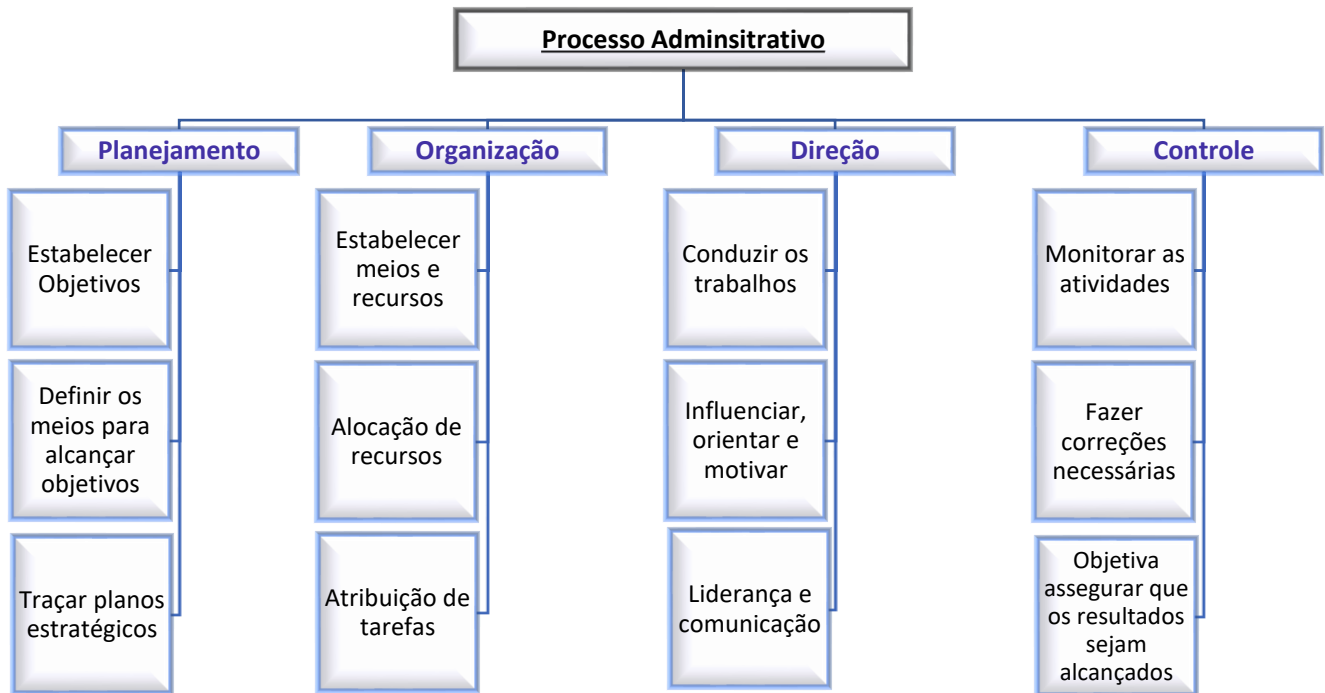 Processo Adminsitrativo
Planejamento
Estabelecer
Objetivos
Definir os
meios para
alcançar
objetivos
Traçar planos
estratégicos
Organização
Estabelecer
meios e
recursos
Alocação de
recursos
Atribuição de
tarefas
Direção
Conduzir os
trabalhos
Influenciar,
orientar e
motivar
Liderança e
comunicação
Controle
Monitorar as
atividades
Fazer
correções
necessárias
Objetiva
assegurar que
os resultados
sejam
alcançados